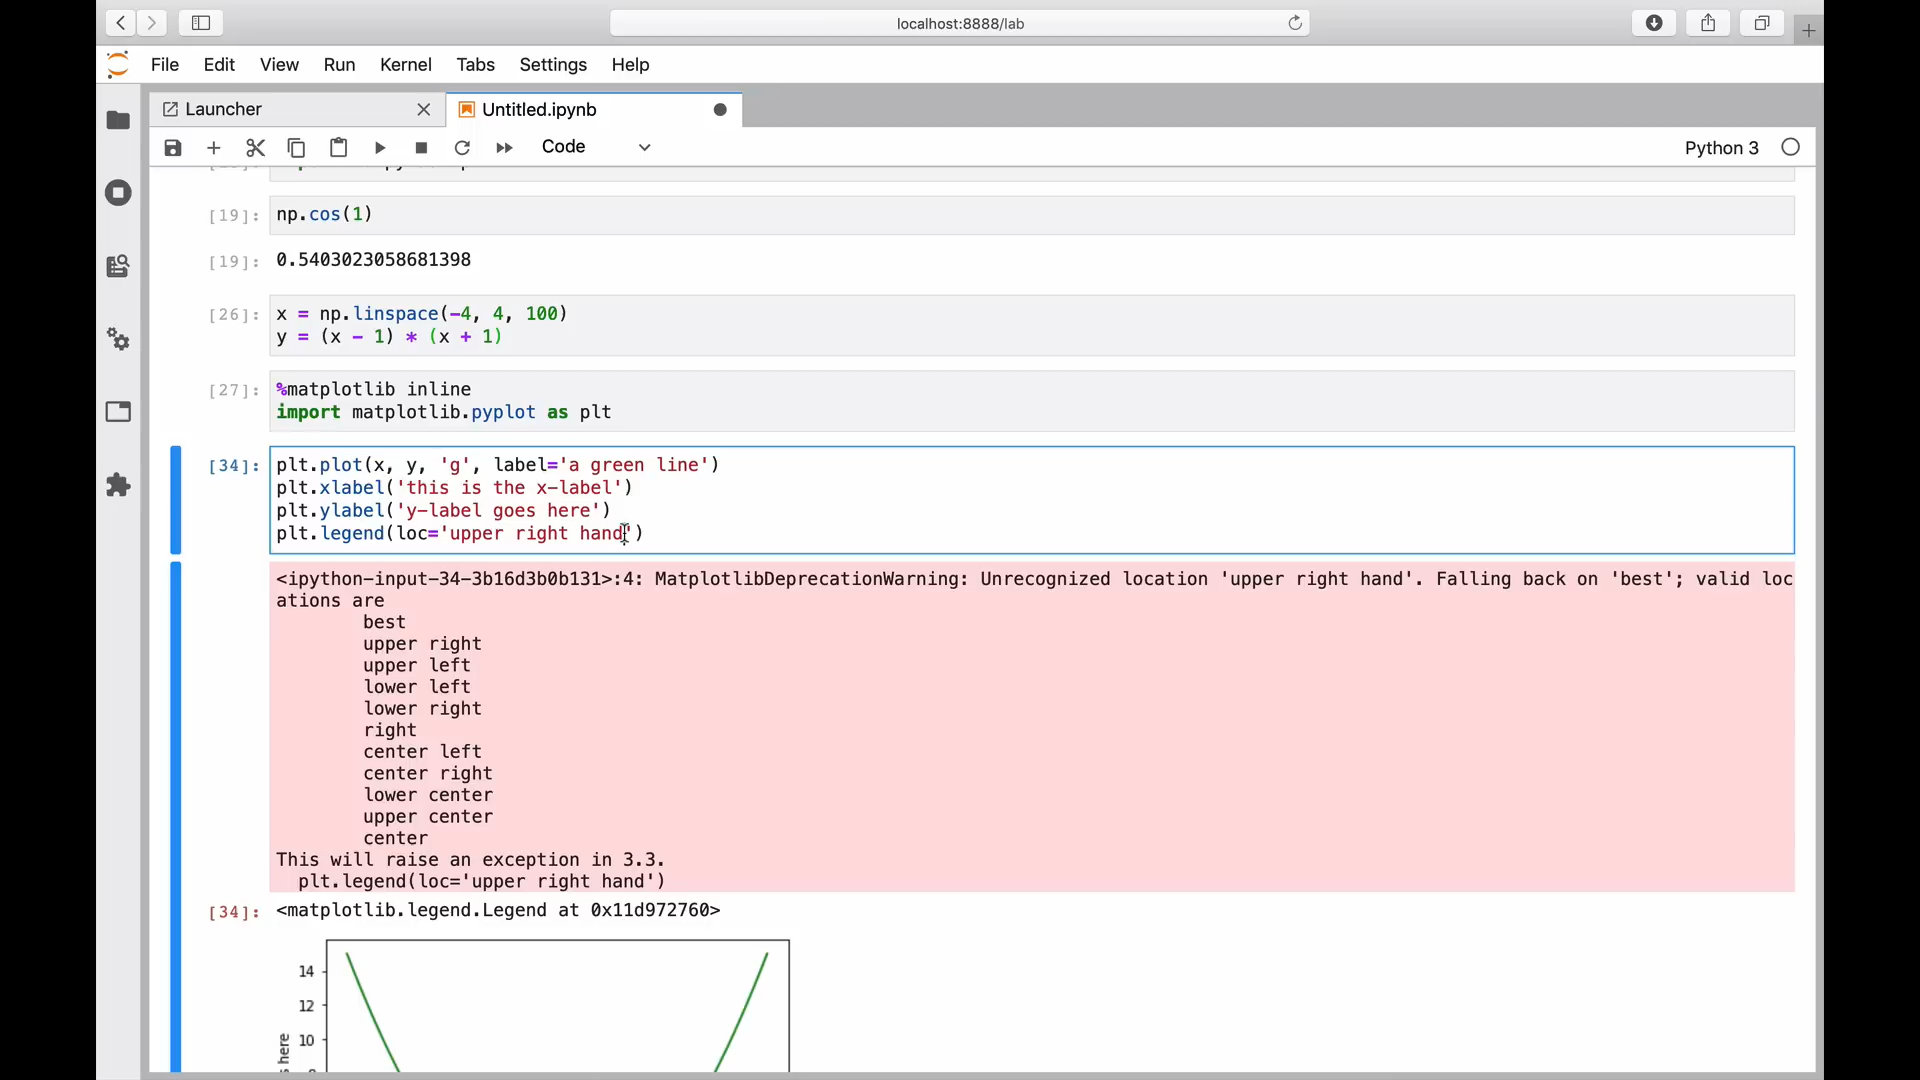 localhost:8888/lab
File Edit View Run Kernel Tabs Settings Help
Launcher
Untitled.ipynb
Code
Python 3
[19]: np.cos(1)
[19]: 0.5403023058681398
[26]: x = np.linspace(-4, 4, 100)
y = (x - 1) * (x + 1)
[27]: %matplotlib inline
import matplotlib.pyplot as plt
[34]: plt.plot(x, y, 'g', label='a green line')
plt.xlabel('this is the x-label')
plt.ylabel('y-label goes here')
plt.legend(loc='upper right hand')
<ipython-input-34-3b16d3b0b131>:4: MatplotlibDeprecationWarning: Unrecognized location 'upper right hand'. Falling back on 'best'; valid loc
ations are
best
upper right
upper left
lower left
lower right
right
center left
center right
lower center
upper center
center
This will raise an exception in 3.3.
plt.legend(loc='upper right hand')
[34]: <matplotlib.legend.Legend at 0x11d972760>
14
12
10
here